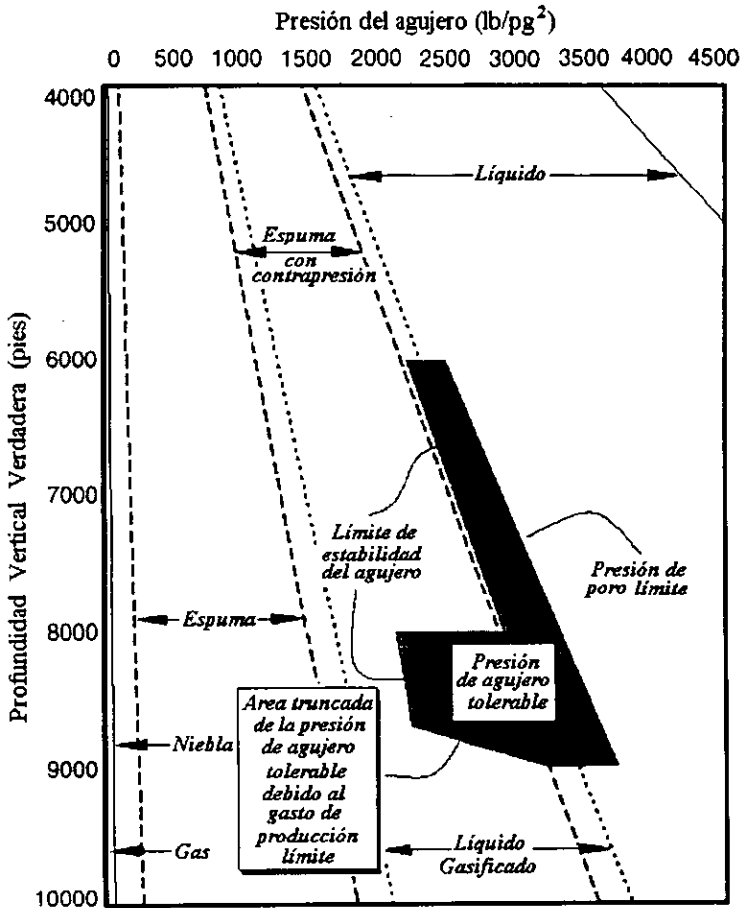 Presión del agujero (lb/pg²)
0 500 1000 2000 2500 3500 4500
Profundidad Vertical Verdadera (pies)
4000
5000
6000
7000
8000
9000
10000
Líquido
Espuma
con
contrapresión
Límite de
estabilidad
del agujero
Presión de
poro límite
Espuma
Presión
de agujero
tolerable
Area truncada
de la presión
de agujero
tolerable
debido al
gasto de
producción
límite
Niebla
Gas
Líquido
Gasificado